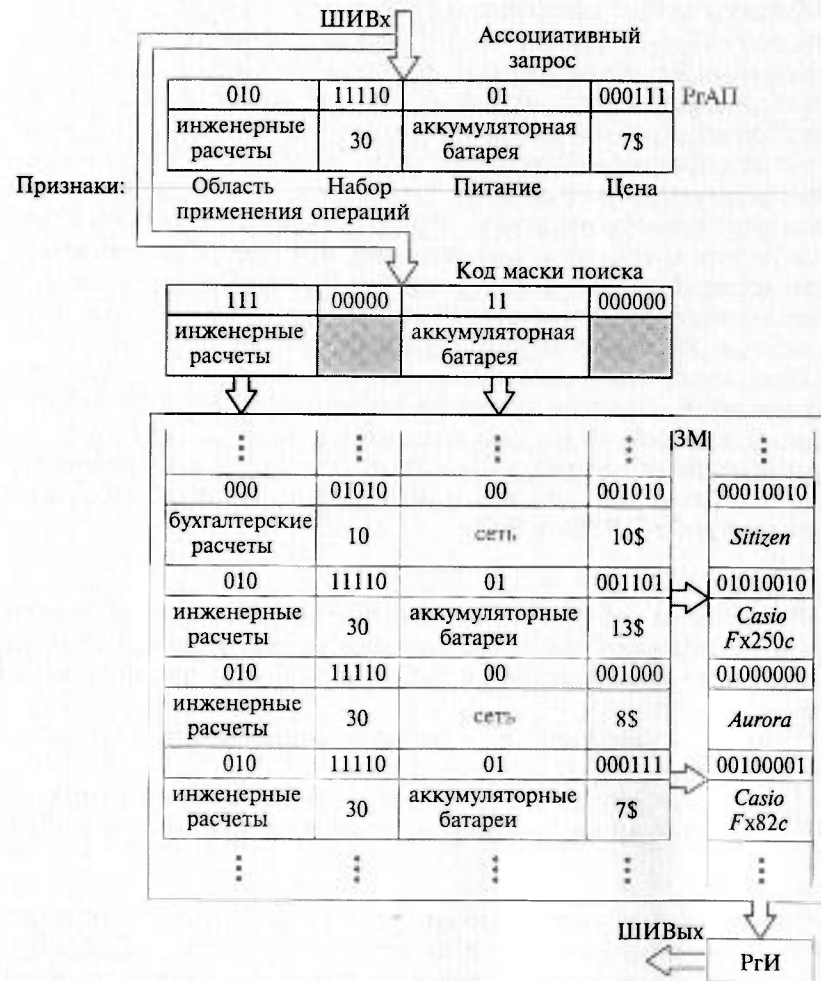 ШИВх
Ассоциативный
запрос
010 11110 01 000111 РгАП
инженерные расчеты 30 аккумуляторная батарея 7$
Признаки: Область применения Набор операций Питание Цена
Код маски поиска
111 00000 11 000000
инженерные расчеты аккумуляторная батарея
ЗМ
000 01010 00 001010 00010010
бухгалтерские расчеты 10 сеть 10$ Sitizen
010 11110 01 001101 01010010
инженерные расчеты 30 аккумуляторные батареи 13$ Casio Fx250c
010 11110 00 001000 01000000
инженерные расчеты 30 сеть 8$ Aurora
010 11110 01 000111 00100001
инженерные расчеты 30 аккумуляторные батареи 7$ Casio Fx82c
ШИВых
РгИ